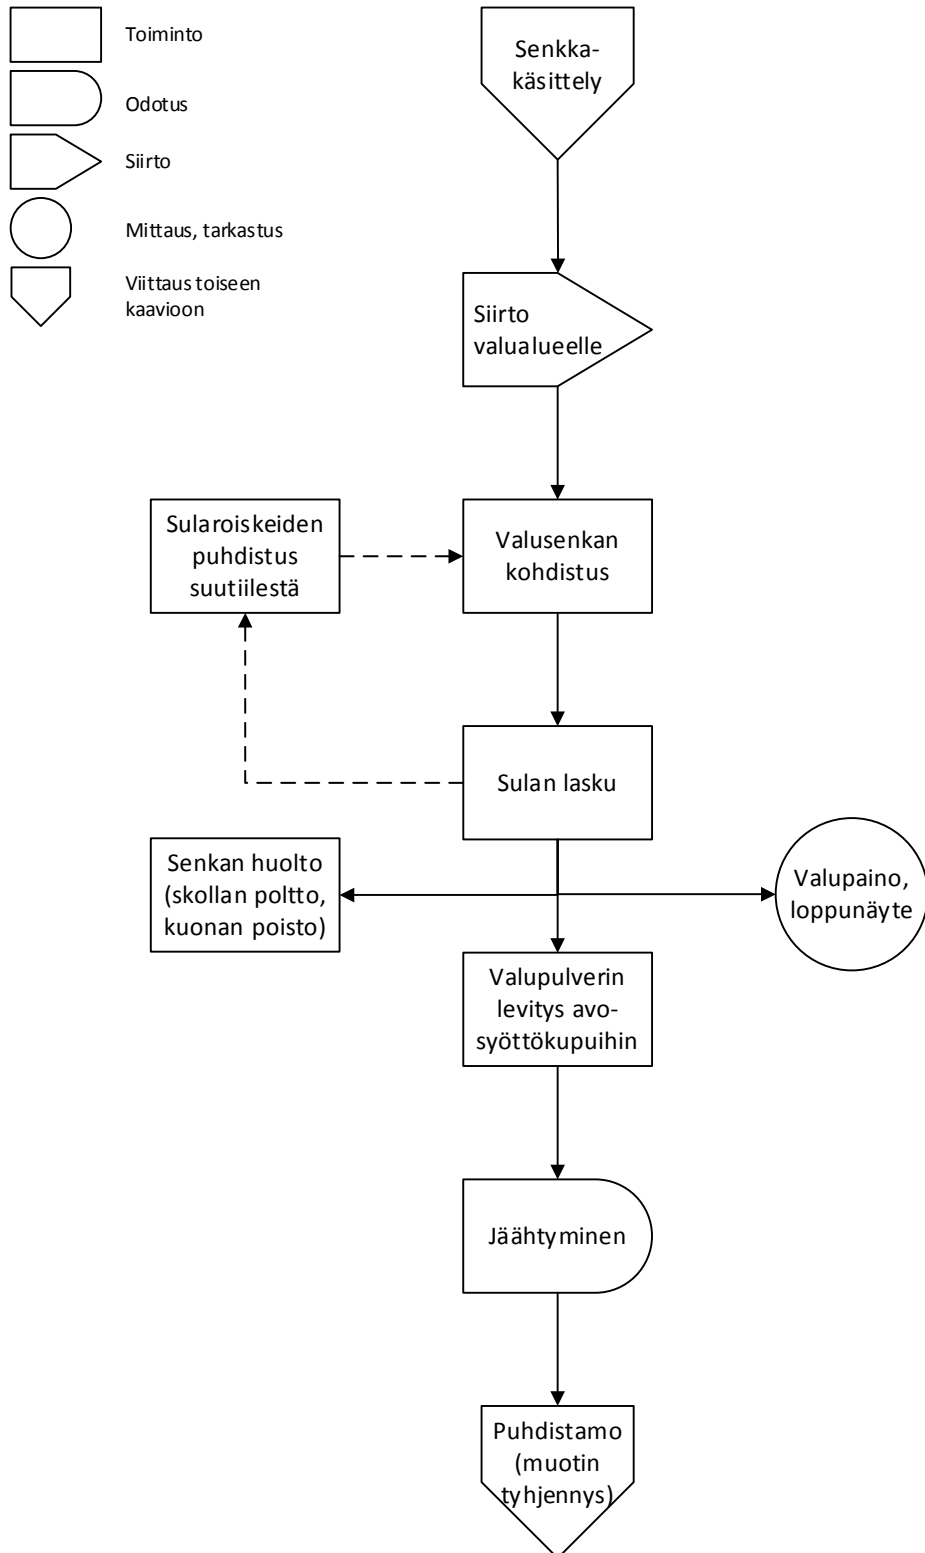 Toiminto
Odotus
Siirto
Mittaus, tarkastus
Viittaus toiseen
kaavioon
Senkka-
käsittely
Siirto
valualueelle
Sularoiskeiden
puhdistus
suutiilestä
Valusenkan
kohdistus
Sulan lasku
Senkan huolto
(skollan poltto,
kuonan poisto)
Valupaino,
loppunäyte
Valupulverin
levitys avo-
syöttökupuihin
Jäähtyminen
Puhdistamo
(muotin
tyhjennys)